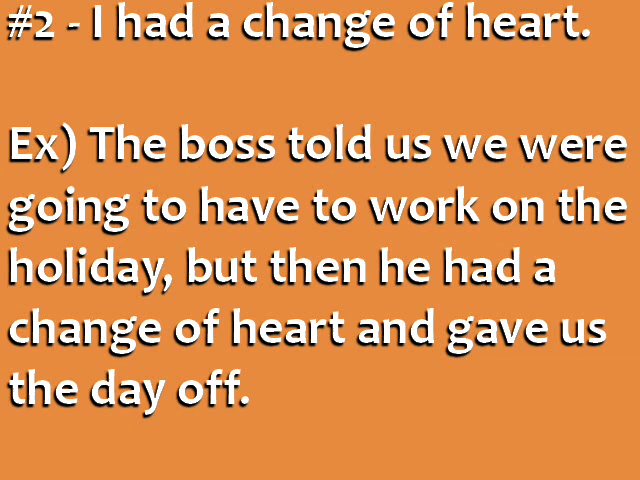 #2 - I had a change of heart.
Ex) The boss told us we were
going to have to work on the
holiday, but then he had a
change of heart and gave us
the day off.